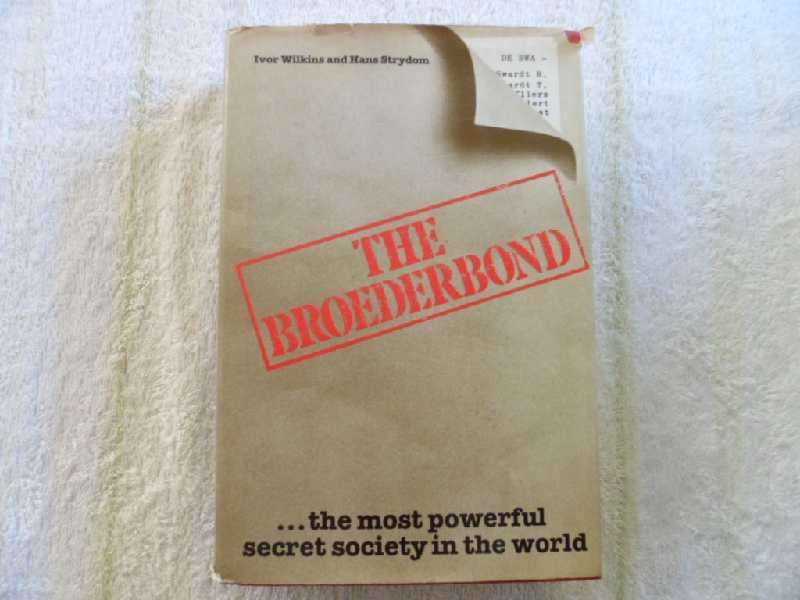 Ivor Wilkins and Hans Strydom
DE SWA -
T.
THE
BROEDERBOND
...the most powerful
secret society in the world